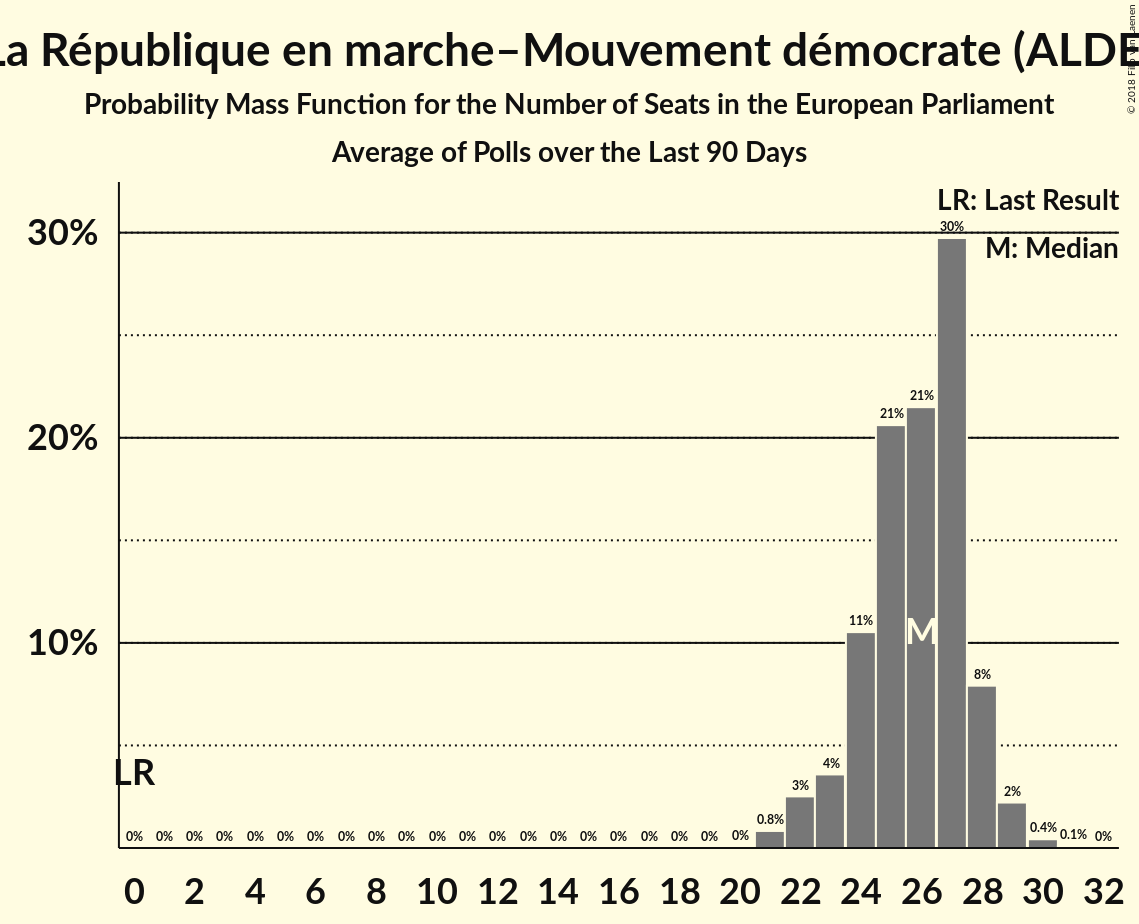 La République en marche–Mouvement démocrate (ALDE
Probability Mass Function for the Number of Seats in the European Parliament
Average of Polls over the Last 90 Days
© 2018 Filip van Laenen
LR: Last Result
M: Median
30%
20%
10%
30%
21%
21%
11%
8%
4%
3%
2%
0.8%
0.4%
0.1%
0%
M
LR
0% 0% 0% 0% 0% 0% 0% 0% 0% 0% 0% 0% 0% 0% 0% 0% 0% 0% 0% 0% 0%
0 2 4 6 8 10 12 14 16 18 20 22 24 26 28 30 32